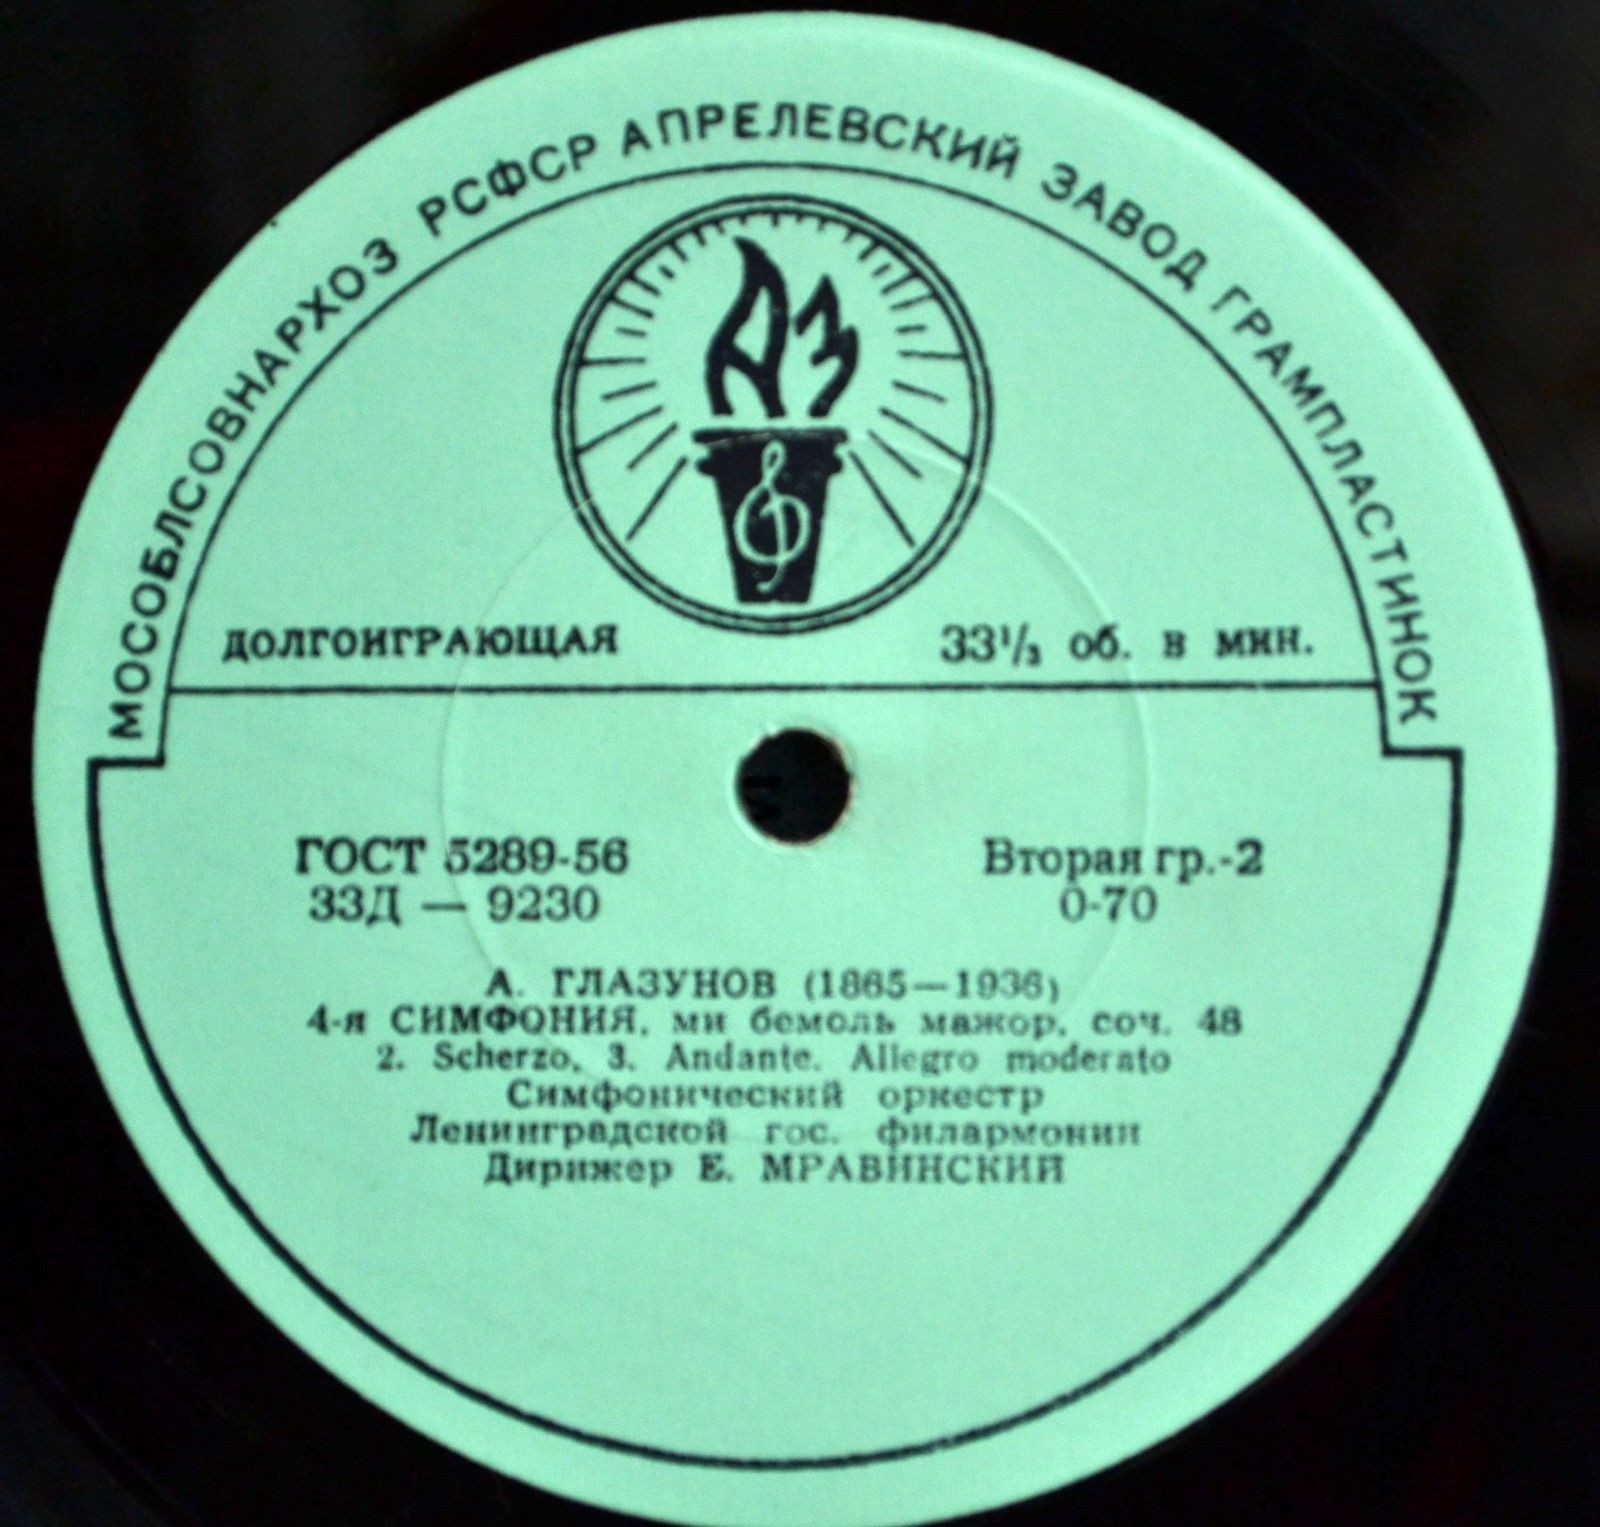 МОСОБЛСОВНАРХОЗ РСФСР АПРЕЛЕВСКИЙ ЗАВОД ГРАМПЛАСТИНОК
АЗ
ДОЛГОИГРАЮЩАЯ 33⅓ об. в мин.
ГОСТ 5289-56 Вторая гр.-2
33Д — 9230 0-70
А. ГЛАЗУНОВ (1865—1936)
4-я СИМФОНИЯ, ми бемоль мажор, соч. 48
2. Scherzo, 3. Andante. Allegro moderato
Симфонический оркестр
Ленинградской гос. филармонии
Дирижер Е. МРАВИНСКИЙ